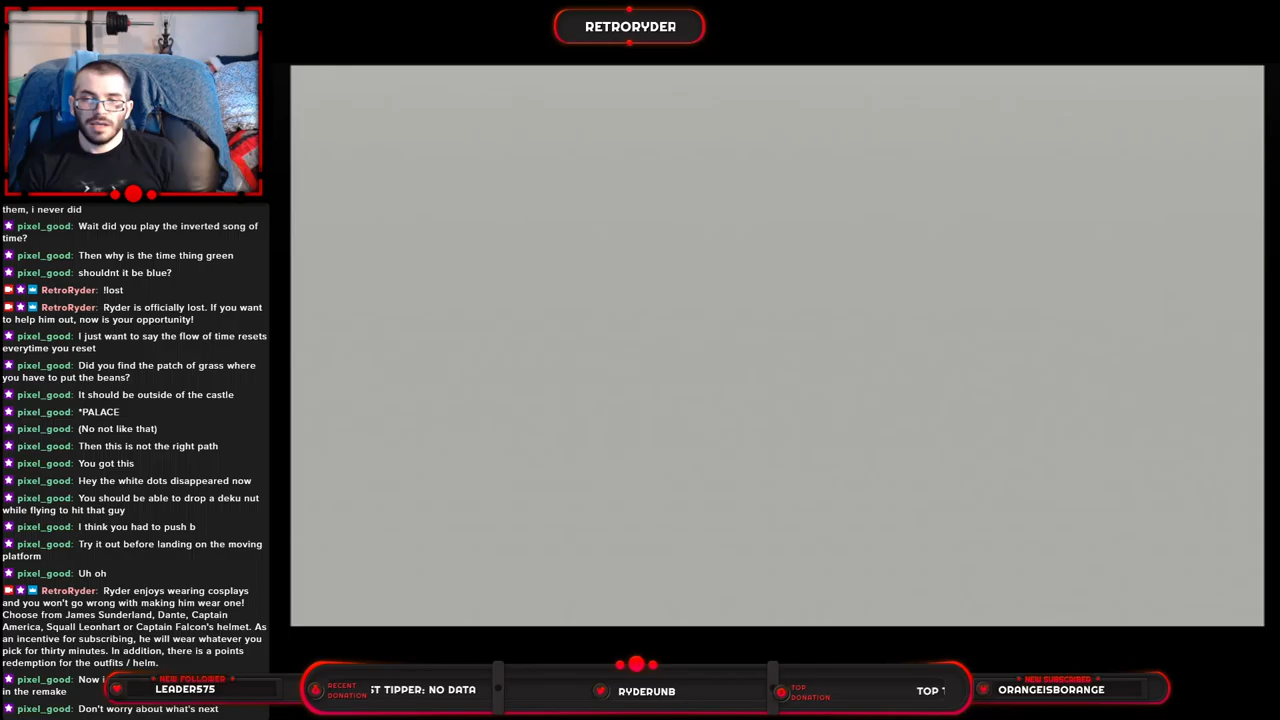 RETRORYDER
them, i never did
pixel_good: Wait did you play the inverted song of
time?
pixel_good: Then why is the time thing green
pixel_good: shouldnt it be blue?
RetroRyder: !lost
RetroRyder: Ryder is officially lost. If you want
to help him out, now is your opportunity!
pixel_good: I just want to say the flow of time resets
everytime you reset
pixel_good: Did you find the patch of grass where
you have to put the beans?
pixel_good: It should be outside of the castle
pixel_good: *PALACE
pixel_good: (No not like that)
pixel_good: Then this is not the right path
pixel_good: You got this
pixel_good: Hey the white dots disappeared now
pixel_good: You should be able to drop a deku nut
while flying to hit that guy
pixel_good: I think you had to push b
pixel_good: Try it out before landing on the moving
platform
pixel_good: Uh oh
RetroRyder: Ryder enjoys wearing cosplays
and you won't go wrong with making him wear one!
Choose from James Sunderland, Dante, Captain
America, Squall Leonhart or Captain Falcon's helmet. As
an incentive for subscribing, he will wear whatever you
pick for thirty minutes. In addition, there is a points
redemption for the outfits / helm.
pixel_good: Now i
in the remake
pixel_good: Don't worry about what's next
NEW FOLLOWER
LEADER575
RECENT
DONATION
ST TIPPER: NO DATA
RYDERUNB
TOP
DONATION
TOP
NEW SUBSCRIBER
ORANGEISBORANGE